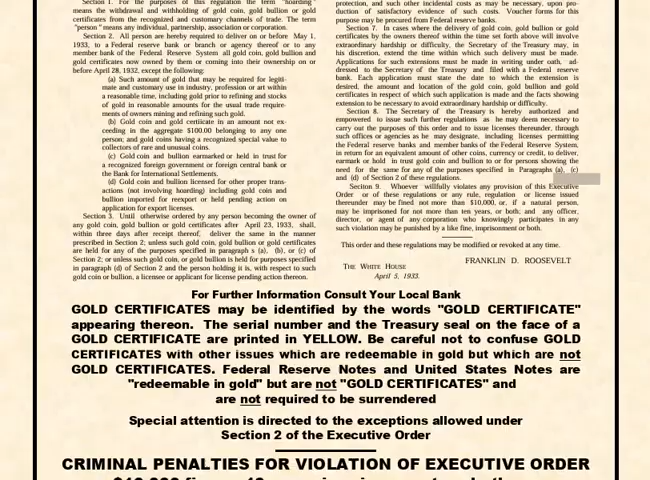 Section 1. For the purposes of this regulation the term "hoarding"
means the withdrawal and withholding of gold coin, gold bullion or gold
certificates from the recognized and customary channels of trade. The term
"person" means any individual, partnership, association or corporation.
Section 2. All person are hereby required to deliver on or before May 1,
1933, to a Federal reserve bank or branch or agency thereof or to any
member bank of the Federal Reserve System all gold coin, gold bullion and
gold certificates now owned by them or coming into their ownership on or
before April 28, 1932, except the following:
(a) Such amount of gold that may be required for legiti-
mate and customary use in industry, profession or art within
a reasonable time, including gold prior to refining and stocks
of gold in reasonable amounts for the usual trade require-
ments of owners mining and refining such gold.
(b) Gold coin and gold certificate in an amount not ex-
ceeding in the aggregate $100.00 belonging to any one
person; and gold coins having a recognized special value to
collectors of rare and unusual coins.
(c) Gold coin and bullion earmarked or held in trust for
a recognized foreign government or foreign central bank or
the Bank for International Settlements.
(d) Gold coin and bullion licensed for other proper trans-
actions (not involving hoarding) including gold coin and
bullion imported for reexport or held pending action on
application for export licenses.
Section 3. Until otherwise ordered by any person becoming the owner of
any gold coin, gold bullion or gold certificates after April 23, 1933, shall,
within three days after receipt thereof, deliver the same in the manner
prescribed in Section 2; unless such gold coin, gold bullion or gold certificates
are held for any of the purposes specified in paragraph s (a), (b), or (c) of
Section 2; or unless such gold coin, or gold bullion is held for purposes specified
in paragraph (d) of Section 2 and the person holding it is, with respect to such
gold coin or bullion, a licensee or applicant for license pending action thereon.
protection, and such other incidental costs as may be necessary, upon pro-
duction of satisfactory evidence of such costs. Voucher forms for this
purpose may be procured from Federal reserve banks.
Section 7. In cases where the delivery of gold coin, gold bullion or gold
certificates by the owners thereof within the time set forth above will involve
extraordinary hardship or difficulty, the Secretary of the Treasury may, in
his discretion, extend the time within which such delivery must be made.
Applications for such extensions must be made in writing under oath, ad-
dressed to the Secretary of the Treasury and filed with a Federal reserve
bank. Each application must state the date to which the extension is
desired, the amount and location of the gold coin, gold bullion and gold
certificates in respect of which such application is made and the facts showing
extension to be necessary to avoid extraordinary hardship or difficulty.
Section 8. The Secretary of the Treasury is hereby authorized and
empowered to issue such further regulations as he may deem necessary to
carry out the purposes of this order and to issue licenses thereunder, through
such offices or agencies as he may designate, including licenses permitting
the Federal reserve banks and member banks of the Federal Reserve System,
in return for an equivalent amount of other coins, currency or credit, to deliver,
earmark or hold in trust gold coin and bullion to or for persons showing the
need for the same for any of the purposes specified in Paragraphs (a), (c)
and (d) of Section 2 of these regulations.
Section 9. Whoever willfully violates any provision of this Executive
Order or of these regulations or any rule, regulation or license issued
thereunder may be fined not more than $10,000, or, if a natural person,
may be imprisoned for not more than ten years, or both; and any officer,
director, or agent of any corporation who knowingly participates in any
such violation may be punished by a like fine, imprisonment or both.
This order and these regulations may be modified or revoked at any time.
FRANKLIN D. ROOSEVELT
THE WHITE HOUSE
April 5, 1933.
For Further Information Consult Your Local Bank
GOLD CERTIFICATES may be identified by the words "GOLD CERTIFICATE"
appearing thereon. The serial number and the Treasury seal on the face of a
GOLD CERTIFICATE are printed in YELLOW. Be careful not to confuse GOLD
CERTIFICATES with other issues which are redeemable in gold but which are not
GOLD CERTIFICATES. Federal Reserve Notes and United States Notes are
"redeemable in gold" but are not "GOLD CERTIFICATES" and
are not required to be surrendered
Special attention is directed to the exceptions allowed under
Section 2 of the Executive Order
CRIMINAL PENALTIES FOR VIOLATION OF EXECUTIVE ORDER